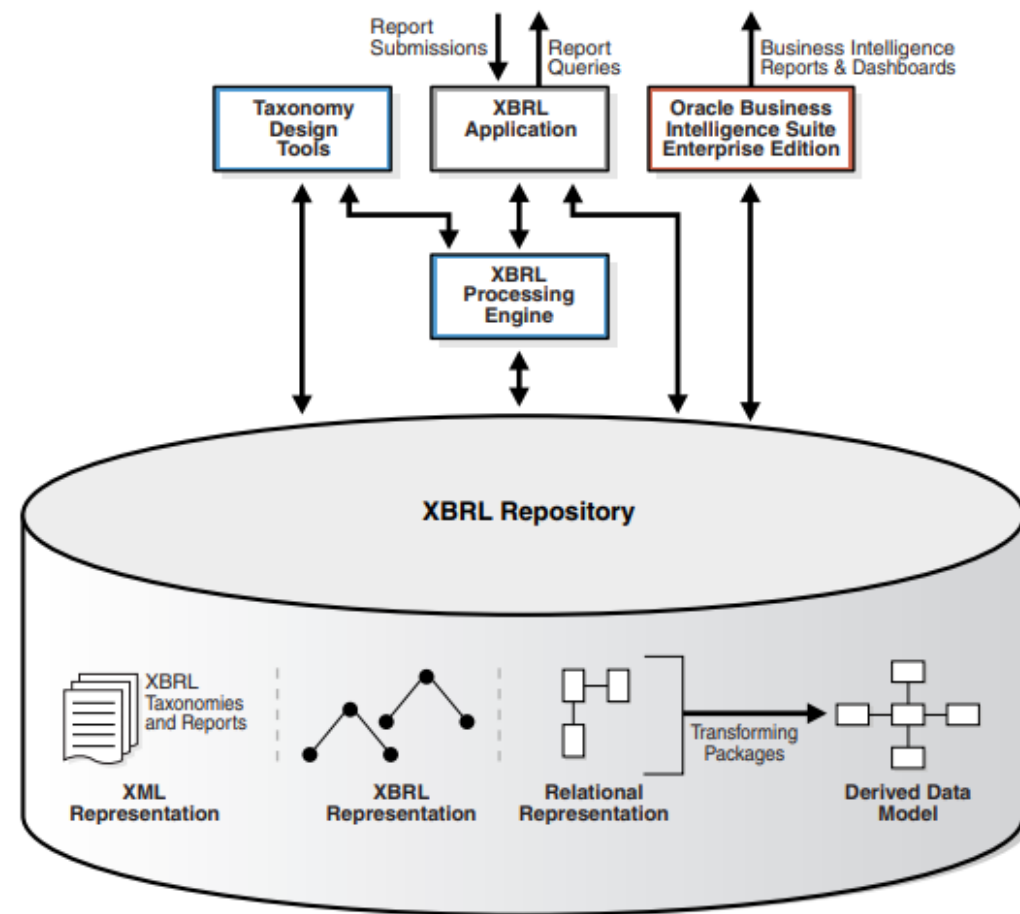 Report
Submissions
Report
Queries
Business Intelligence
Reports & Dashboards
Taxonomy
Design
Tools
XBRL
Application
Oracle Business
Intelligence Suite
Enterprise Edition
XBRL
Processing
Engine
XBRL Repository
XBRL
Taxonomies
and Reports
Transforming
Packages
XML
Representation
XBRL
Representation
Relational
Representation
Derived Data
Model